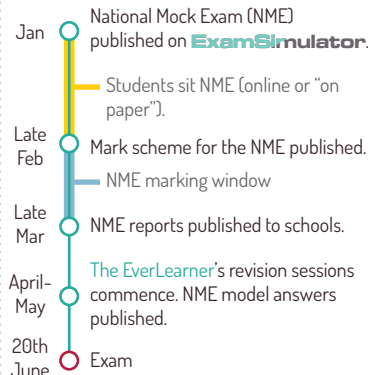 Jan
National Mock Exam (NME)
published on ExamSimulator.
Students sit NME (online or “on
paper”).
Late
Feb
Mark scheme for the NME published.
NME marking window
Late
Mar
NME reports published to schools.
April-
May
The EverLearner’s revision sessions
commence. NME model answers
published.
20th
June
Exam